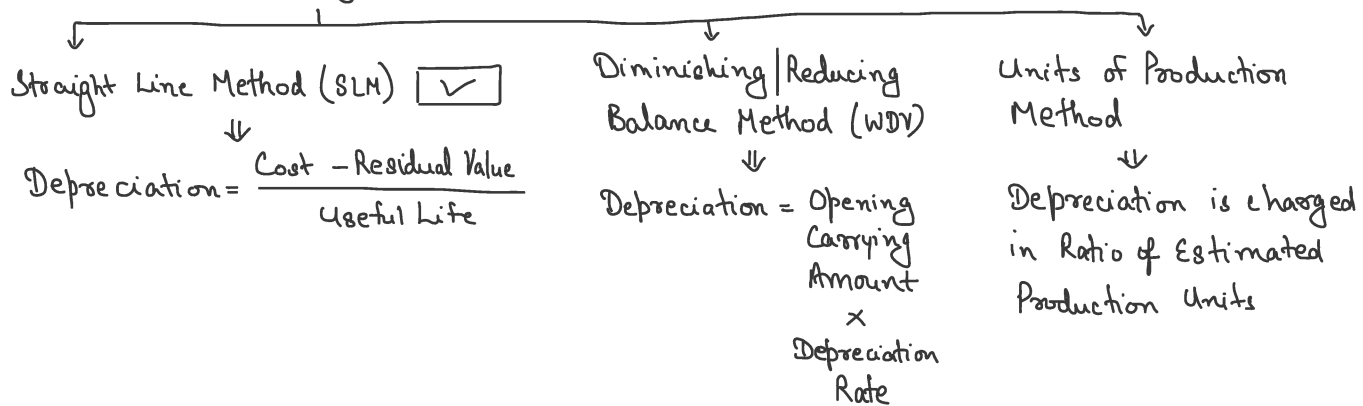 Straight Line Method (SLM) ✓
⇓
Depreciation = Cost - Residual Value
Useful Life
Diminishing|Reducing
Balance Method (WDV)
⇓
Depreciation = Opening
Carrying
Amount
×
Depreciation
Rate
Units of Production
Method
⇓
Depreciation is charged
in Ratio of Estimated
Production Units